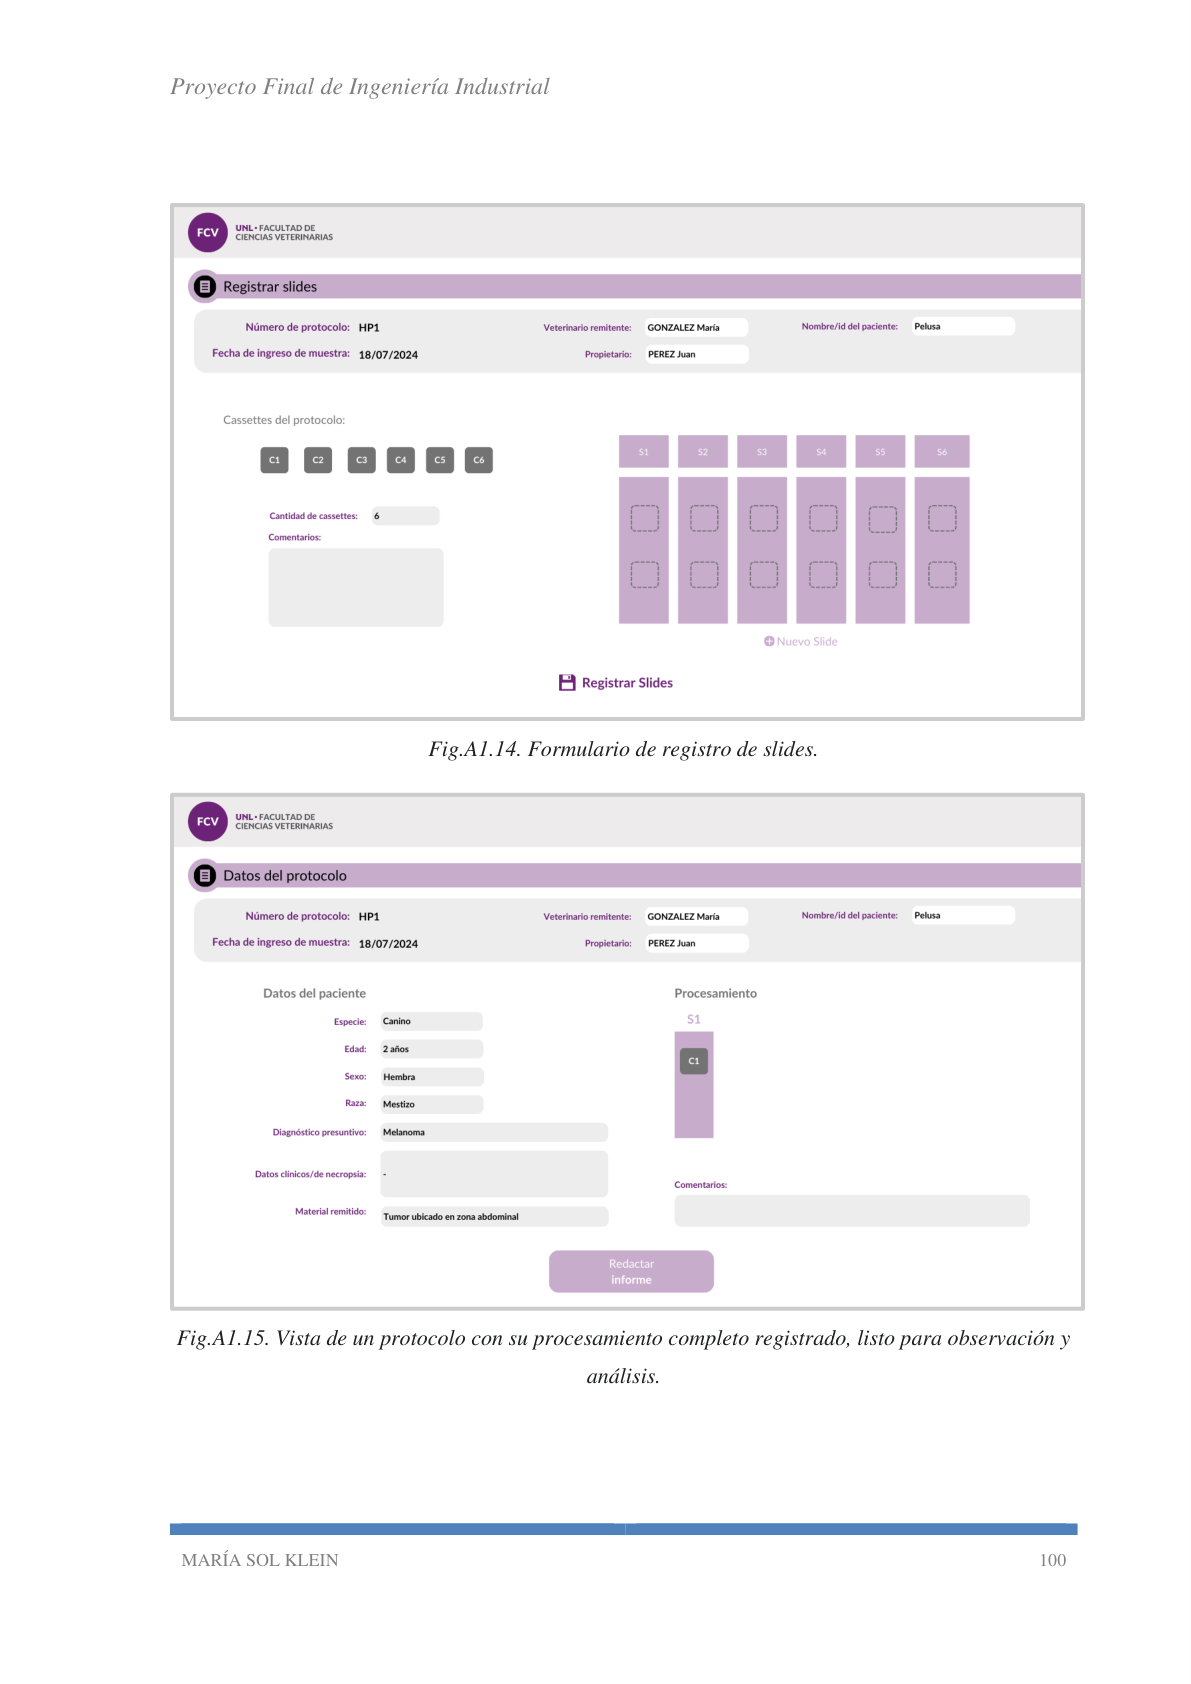 Proyecto Final de Ingeniería Industrial
FCV
UNL · FACULTAD DE
CIENCIAS VETERINARIAS
Registrar slides
Número de protocolo: HP1
Veterinario remitente: GONZALEZ María
Nombre/id del paciente: Pelusa
Fecha de ingreso de muestra: 18/07/2024
Propietario: PEREZ Juan
Cassettes del protocolo:
C1 C2 C3 C4 C5 C6
S1 S2 S3 S4 S5 S6
Cantidad de cassettes: 6
Comentarios:
Nuevo Slide
Registrar Slides
Fig.A1.14. Formulario de registro de slides.
FCV
UNL · FACULTAD DE
CIENCIAS VETERINARIAS
Datos del protocolo
Número de protocolo: HP1
Veterinario remitente: GONZALEZ María
Nombre/id del paciente: Pelusa
Fecha de ingreso de muestra: 18/07/2024
Propietario: PEREZ Juan
Datos del paciente
Especie: Canino
Edad: 2 años
Sexo: Hembra
Raza: Mestizo
Diagnóstico presuntivo: Melanoma
Datos clínicos/de necropsia: -
Material remitido: Tumor ubicado en zona abdominal
Procesamiento
S1
C1
Comentarios:
Redactar
informe
Fig.A1.15. Vista de un protocolo con su procesamiento completo registrado, listo para observación y
análisis.
MARÍA SOL KLEIN 100